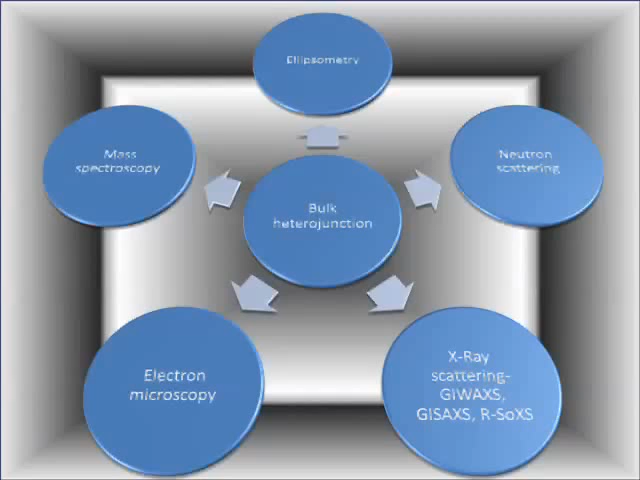 Ellipsometry
Mass
spectroscopy
Neutron
scattering
Bulk
heterojunction
Electron
microscopy
X-Ray
scattering-
GIWAXS,
GISAXS, R-SoXS